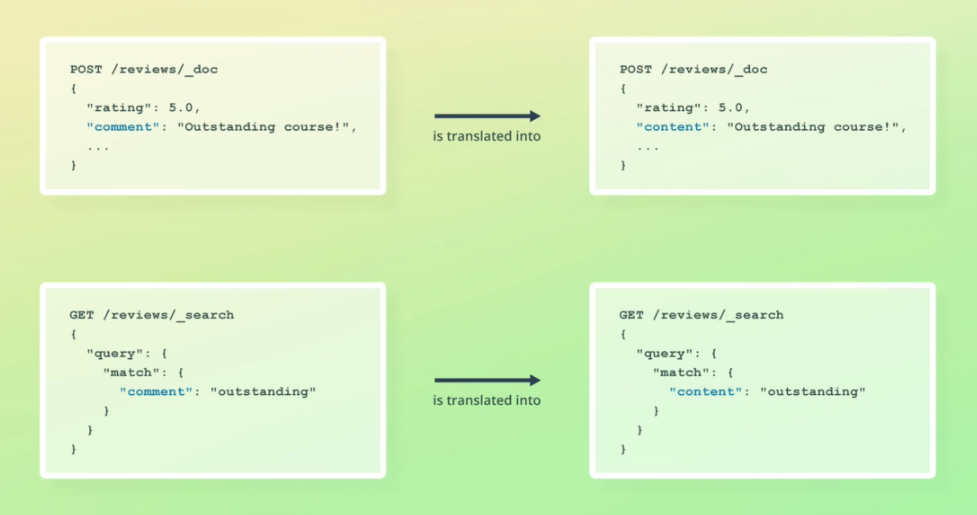 POST /reviews/_doc
{
  "rating": 5.0,
  "comment": "Outstanding course!",
  ...
}
is translated into
POST /reviews/_doc
{
  "rating": 5.0,
  "content": "Outstanding course!",
  ...
}
GET /reviews/_search
{
  "query": {
    "match": {
      "comment": "outstanding"
    }
  }
}
is translated into
GET /reviews/_search
{
  "query": {
    "match": {
      "content": "outstanding"
    }
  }
}